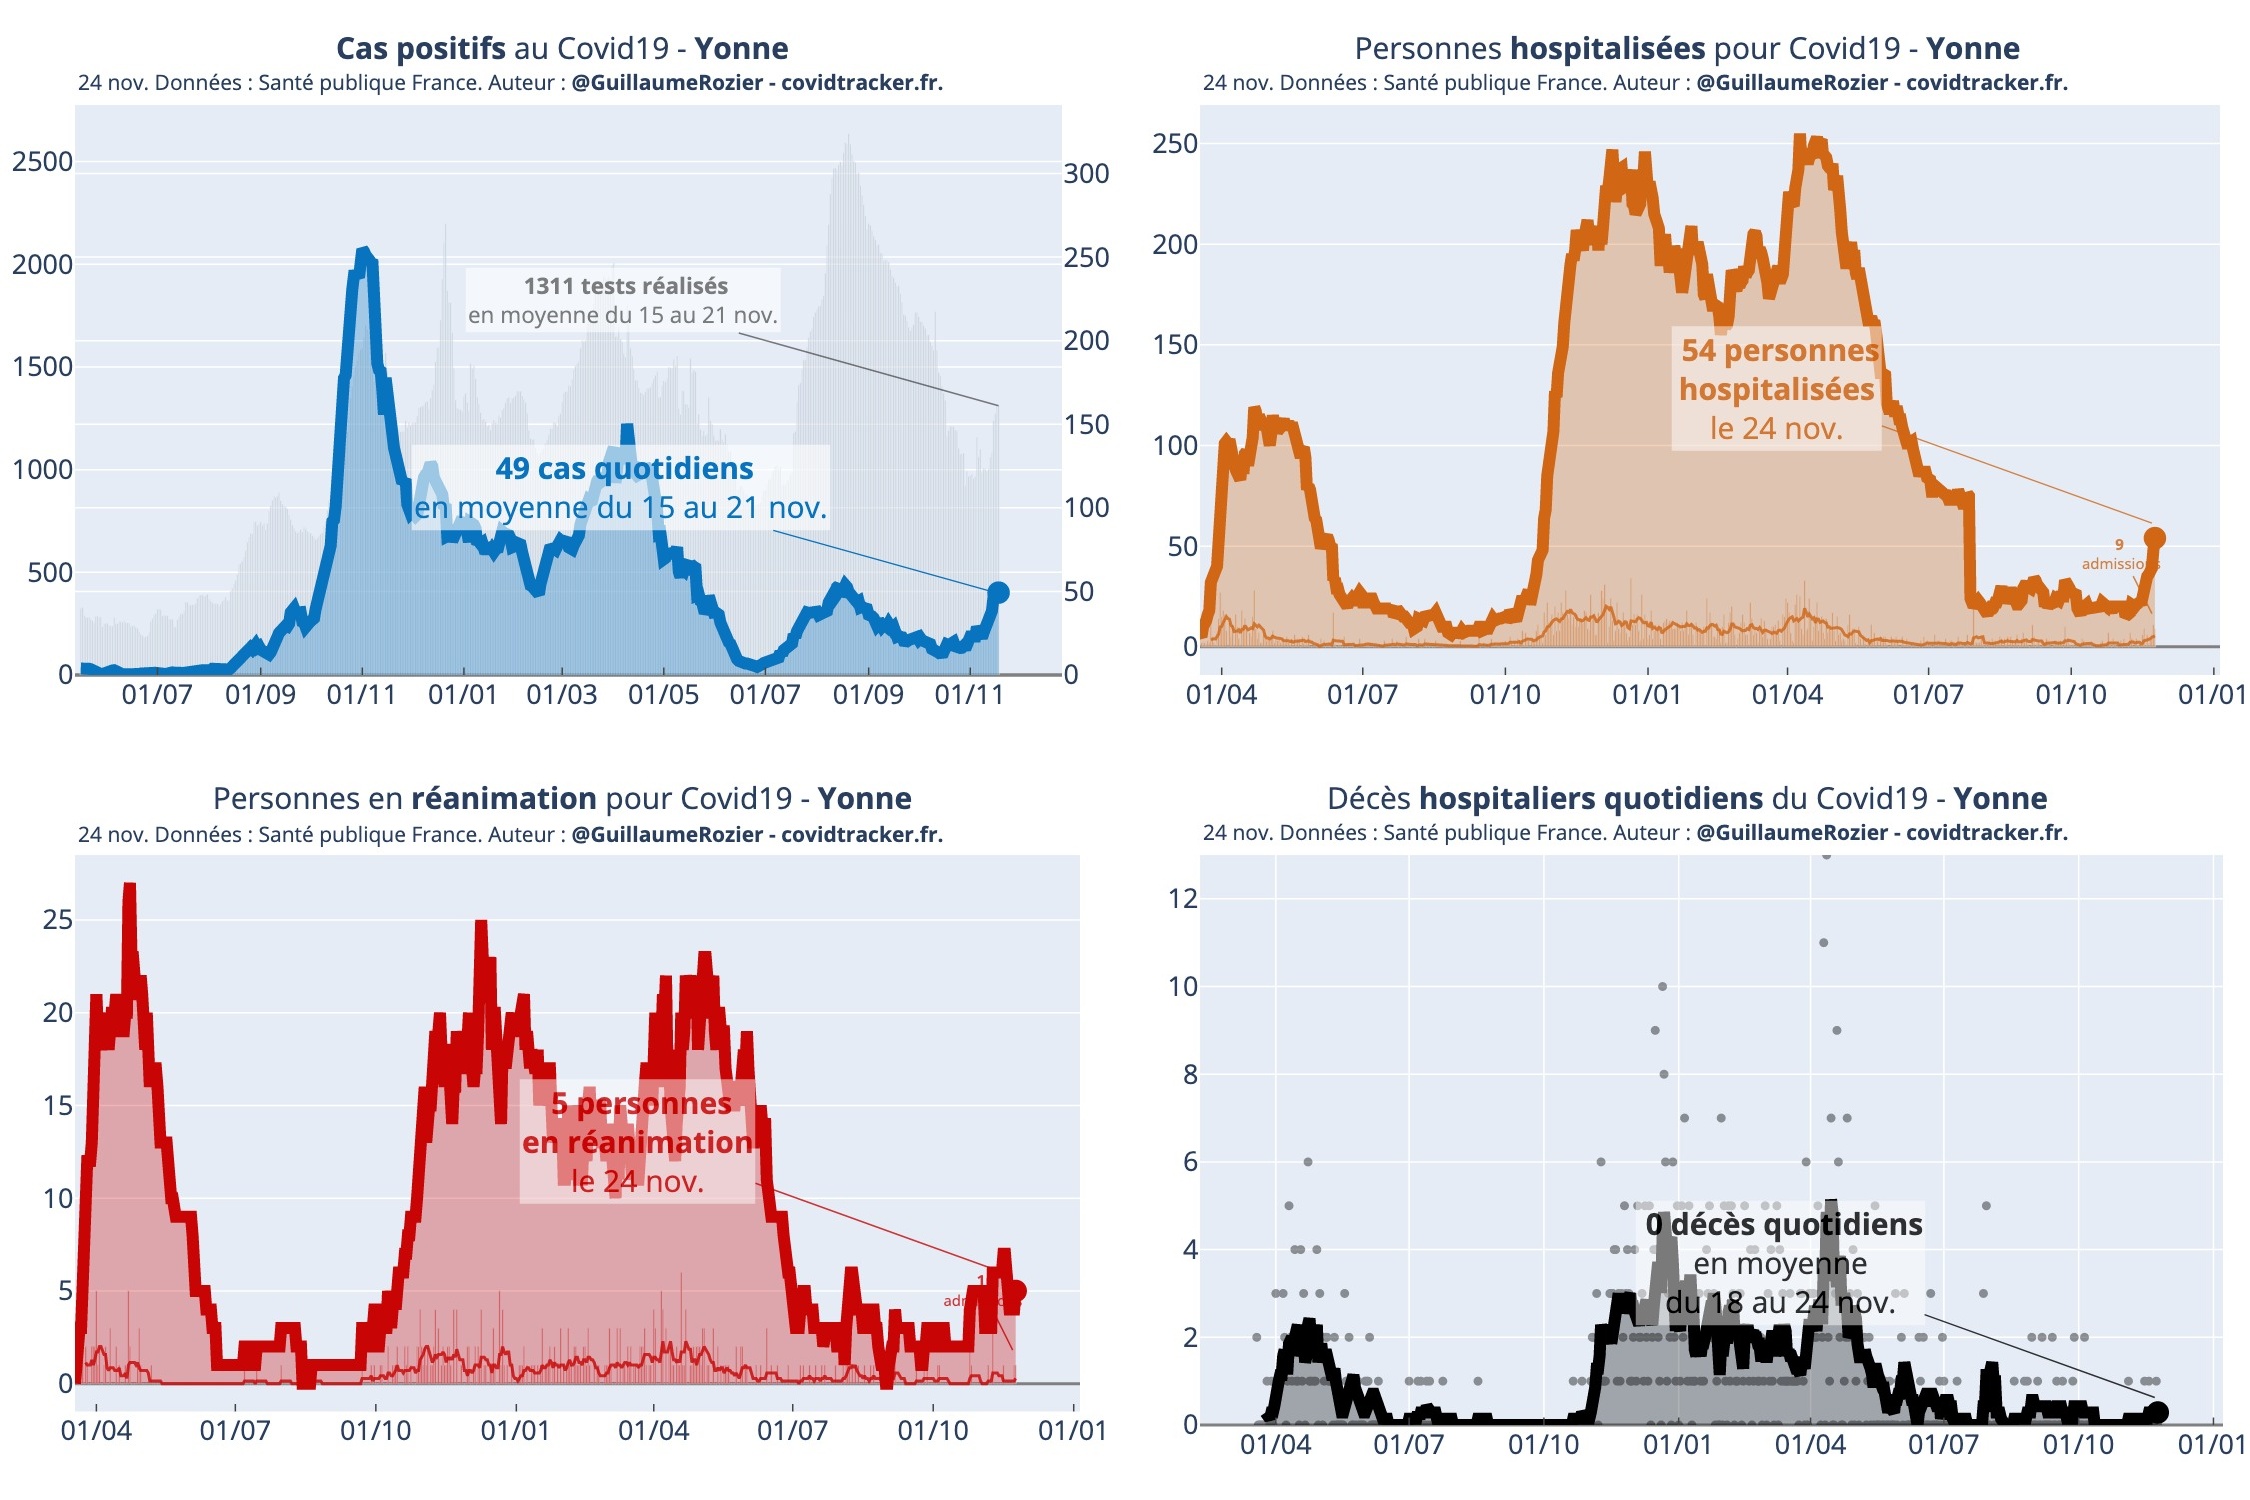 Cas positifs au Covid19 - Yonne
24 nov. Données : Santé publique France. Auteur : @GuillaumeRozier - covidtracker.fr.
2500
2000
1500
1000
500
0
300
250
200
150
100
50
0
1311 tests réalisés
en moyenne du 15 au 21 nov.
49 cas quotidiens
en moyenne du 15 au 21 nov.
01/07 01/09 01/11 01/01 01/03 01/05 01/07 01/09 01/11
Personnes hospitalisées pour Covid19 - Yonne
24 nov. Données : Santé publique France. Auteur : @GuillaumeRozier - covidtracker.fr.
250
200
150
100
50
0
54 personnes
hospitalisées
le 24 nov.
9
admissions
01/04 01/07 01/10 01/01 01/04 01/07 01/10 01/01
Personnes en réanimation pour Covid19 - Yonne
24 nov. Données : Santé publique France. Auteur : @GuillaumeRozier - covidtracker.fr.
25
20
15
10
5
0
5 personnes
en réanimation
le 24 nov.
1
01/04 01/07 01/10 01/01 01/04 01/07 01/10 01/01
Décès hospitaliers quotidiens du Covid19 - Yonne
24 nov. Données : Santé publique France. Auteur : @GuillaumeRozier - covidtracker.fr.
12
10
8
6
4
2
0
0 décès quotidiens
en moyenne
du 18 au 24 nov.
01/04 01/07 01/10 01/01 01/04 01/07 01/10 01/01